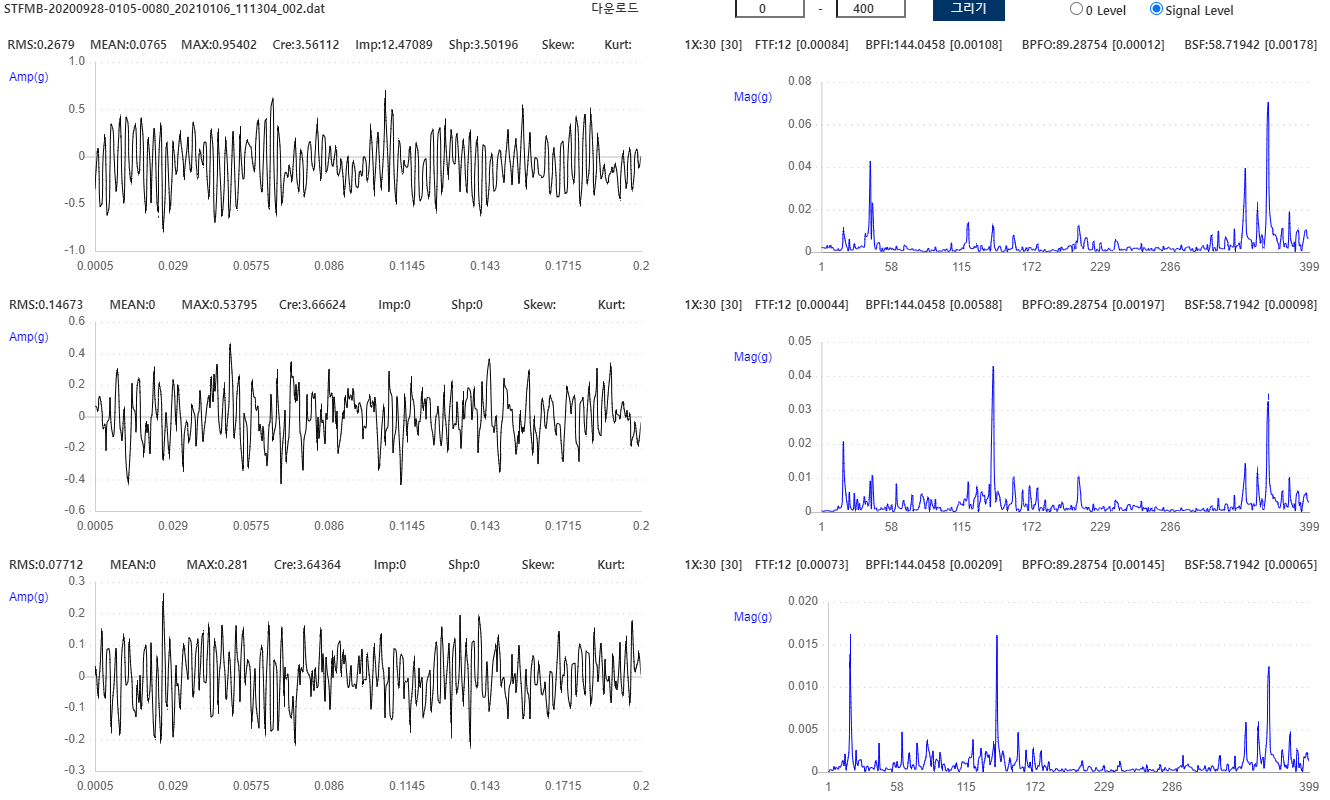 STFMB-20200928-0105-0080_20210106_111304_002.dat 다운로드 0 - 400 그리기 0 Level Signal Level
RMS:0.2679 MEAN:0.0765 MAX:0.95402 Cre:3.56112 Imp:12.47089 Shp:3.50196 Skew: Kurt:
Amp(g)
1.0
0.5
0
-0.5
-1.0
0.0005 0.029 0.0575 0.086 0.1145 0.143 0.1715 0.2
1X:30 [30] FTF:12 [0.00084] BPFI:144.0458 [0.00108] BPFO:89.28754 [0.00012] BSF:58.71942 [0.00178]
Mag(g)
0.08
0.06
0.04
0.02
0
1 58 115 172 229 286 399
RMS:0.14673 MEAN:0 MAX:0.53795 Cre:3.66624 Imp:0 Shp:0 Skew: Kurt:
Amp(g)
0.6
0.4
0.2
0
-0.2
-0.4
-0.6
0.0005 0.029 0.0575 0.086 0.1145 0.143 0.1715 0.2
1X:30 [30] FTF:12 [0.00044] BPFI:144.0458 [0.00588] BPFO:89.28754 [0.00197] BSF:58.71942 [0.00098]
Mag(g)
0.05
0.04
0.03
0.02
0.01
0
1 58 115 172 229 286 399
RMS:0.07712 MEAN:0 MAX:0.281 Cre:3.64364 Imp:0 Shp:0 Skew: Kurt:
Amp(g)
0.3
0.2
0.1
0
-0.1
-0.2
-0.3
0.0005 0.029 0.0575 0.086 0.1145 0.143 0.1715 0.2
1X:30 [30] FTF:12 [0.00073] BPFI:144.0458 [0.00209] BPFO:89.28754 [0.00145] BSF:58.71942 [0.00065]
Mag(g)
0.020
0.015
0.010
0.005
0
1 58 115 172 229 286 399